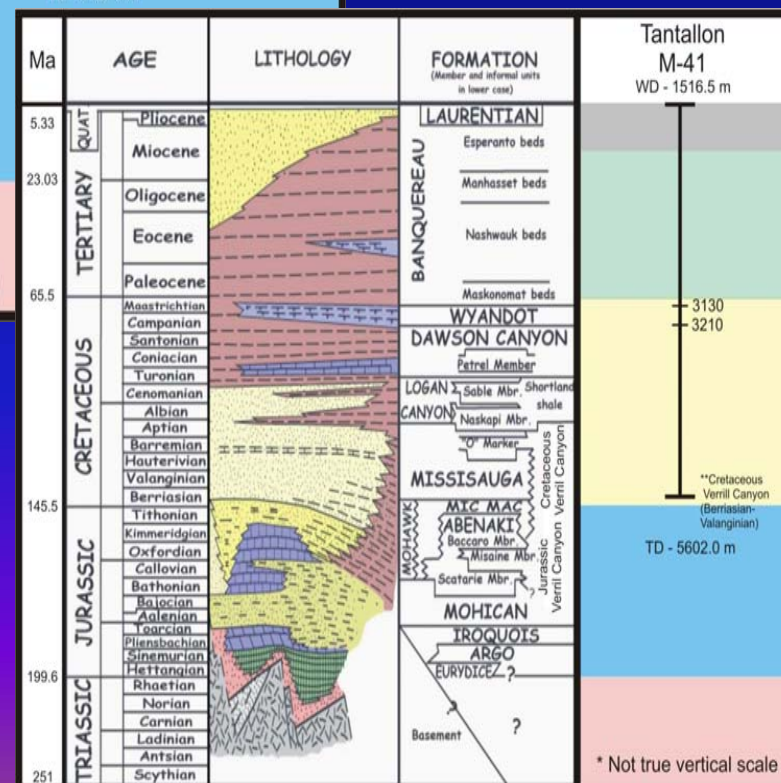 Ma
AGE
LITHOLOGY
FORMATION
(Member and informal units
in lower case)
Tantallon
M-41
WD - 1516.5 m
5.33
23.03
65.5
145.5
199.6
251
QUAT.
TERTIARY
CRETACEOUS
JURASSIC
TRIASSIC
Pliocene
Miocene
Oligocene
Eocene
Paleocene
Maastrichtian
Campanian
Santonian
Coniacian
Turonian
Cenomanian
Albian
Aptian
Barremian
Hauterivian
Valanginian
Berriasian
Tithonian
Kimmeridgian
Oxfordian
Callovian
Bathonian
Bajocian
Aalenian
Toarcian
Pliensbachian
Sinemurian
Hettangian
Rhaetian
Norian
Carnian
Ladinian
Antsian
Scythian
LAURENTIAN
BANQUEREAU
Esperanto beds
Manhasset beds
Nashwauk beds
Maskonomat beds
WYANDOT
DAWSON CANYON
Petrel Member
LOGAN
CANYON
Sable Mbr.
Shortland
shale
Naskapi Mbr.
"O" Marker
MISSISAUGA
Cretaceous
Verril Canyon
MOHAWK
MIC MAC
ABENAKI
Baccaro Mbr.
Misaine Mbr.
Scatarie Mbr.
?
Jurassic
Verril Canyon
MOHICAN
IROQUOIS
ARGO
EURYDICE
?
?
?
Basement
3130
3210
**Cretaceous
Verrill Canyon
(Berriasian-
Valanginian)
TD - 5602.0 m
* Not true vertical scale